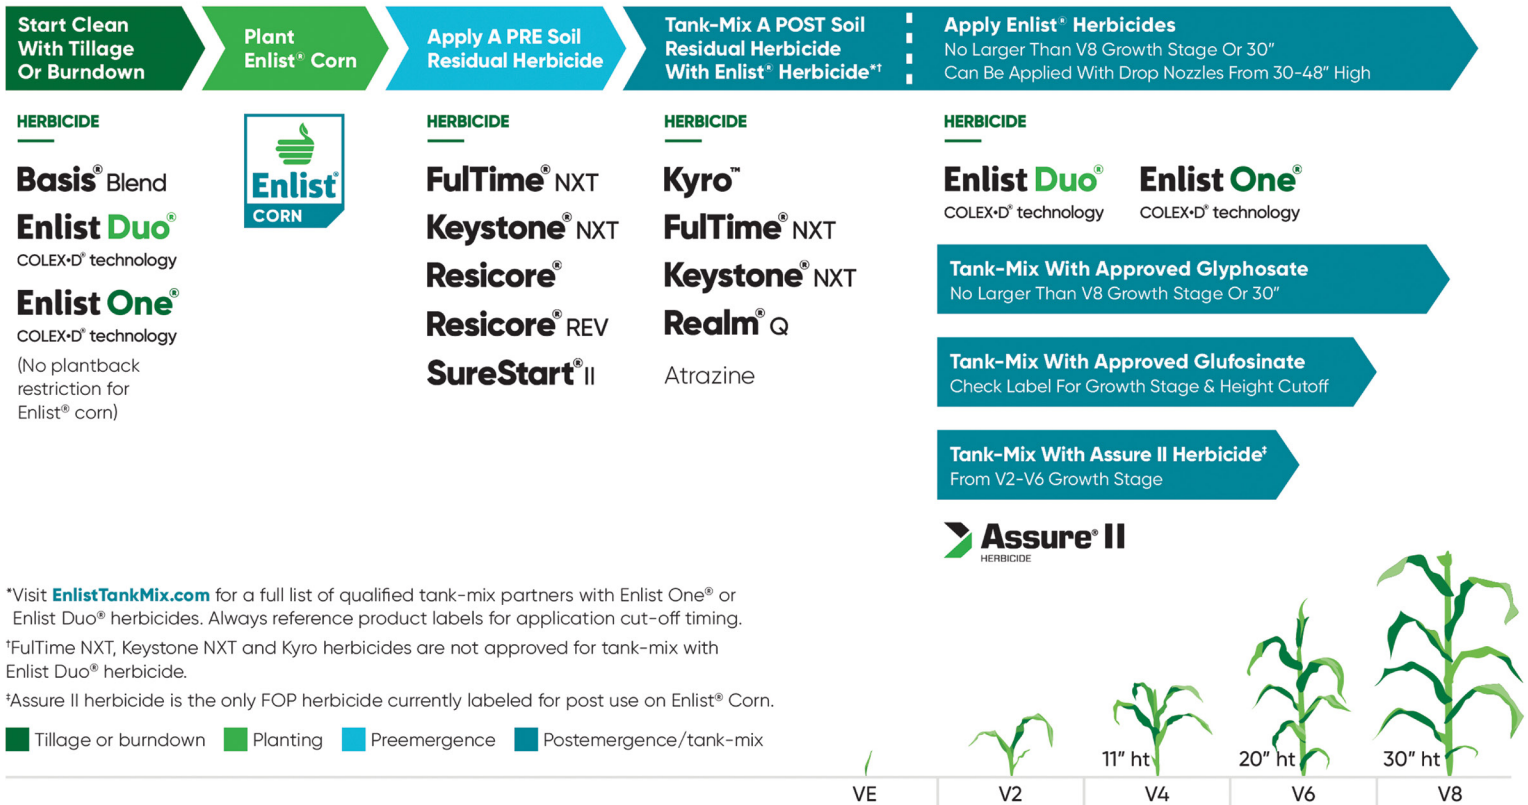 Start Clean
With Tillage
Or Burndown
Plant
Enlist® Corn
Apply A PRE Soil
Residual Herbicide
Tank-Mix A POST Soil
Residual Herbicide
With Enlist® Herbicide*†
Apply Enlist® Herbicides
No Larger Than V8 Growth Stage Or 30"
Can Be Applied With Drop Nozzles From 30-48" High
HERBICIDE
Basis® Blend
Enlist Duo®
COLEX•D® technology
Enlist One®
COLEX•D® technology
(No plantback
restriction for
Enlist® corn)
Enlist®
CORN
HERBICIDE
FulTime® NXT
Keystone® NXT
Resicore®
Resicore® REV
SureStart® II
HERBICIDE
Kyro™
FulTime® NXT
Keystone® NXT
Realm® Q
Atrazine
HERBICIDE
Enlist Duo®
COLEX•D® technology
Enlist One®
COLEX•D® technology
Tank-Mix With Approved Glyphosate
No Larger Than V8 Growth Stage Or 30"
Tank-Mix With Approved Glufosinate
Check Label For Growth Stage & Height Cutoff
Tank-Mix With Assure II Herbicide‡
From V2-V6 Growth Stage
Assure® II
HERBICIDE
*Visit EnlistTankMix.com for a full list of qualified tank-mix partners with Enlist One® or
Enlist Duo® herbicides. Always reference product labels for application cut-off timing.
†FulTime NXT, Keystone NXT and Kyro herbicides are not approved for tank-mix with
Enlist Duo® herbicide.
‡Assure II herbicide is the only FOP herbicide currently labeled for post use on Enlist® Corn.
Tillage or burndown
Planting
Preemergence
Postemergence/tank-mix
11" ht
20" ht
30" ht
VE
V2
V4
V6
V8